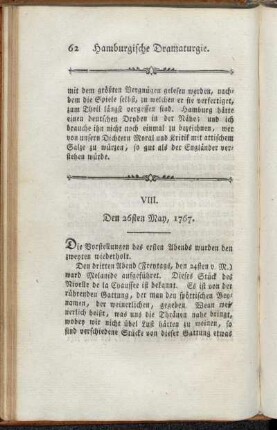 62 Hamburgische Dramaturgie.
mit dem größten Vergnügen gelesen werden, nach-
dem die Spiele selbst, zu welchen er sie verfertiget,
zum Theil längst vergessen sind. Hamburg hätte
einen deutschen Dryden in der Nähe; und ich
brauche ihn nicht noch einmal zu bezeichnen, wer
von unsern Dichtern Moral und Kritik mit attischem
Salze zu würzen, so gut als der Engländer ver-
stehen würde.
VIII.
Den 26sten May, 1767.
Die Vorstellungen des ersten Abends wurden den
zweyten wiederholt.
Den dritten Abend (Freytags, den 24sten v. M.)
ward Melanide aufgeführet. Dieses Stück des
Nivelle de la Chaussee ist bekannt. Es ist von der
rührenden Gattung, der man den spöttischen Bey-
namen, der weinerlichen, gegeben. Wenn wei-
nerlich heißt, was uns die Thränen nahe bringt,
wobey wir nicht übel Lust hätten zu weinen, so
sind verschiedene Stücke von dieser Gattung etwas